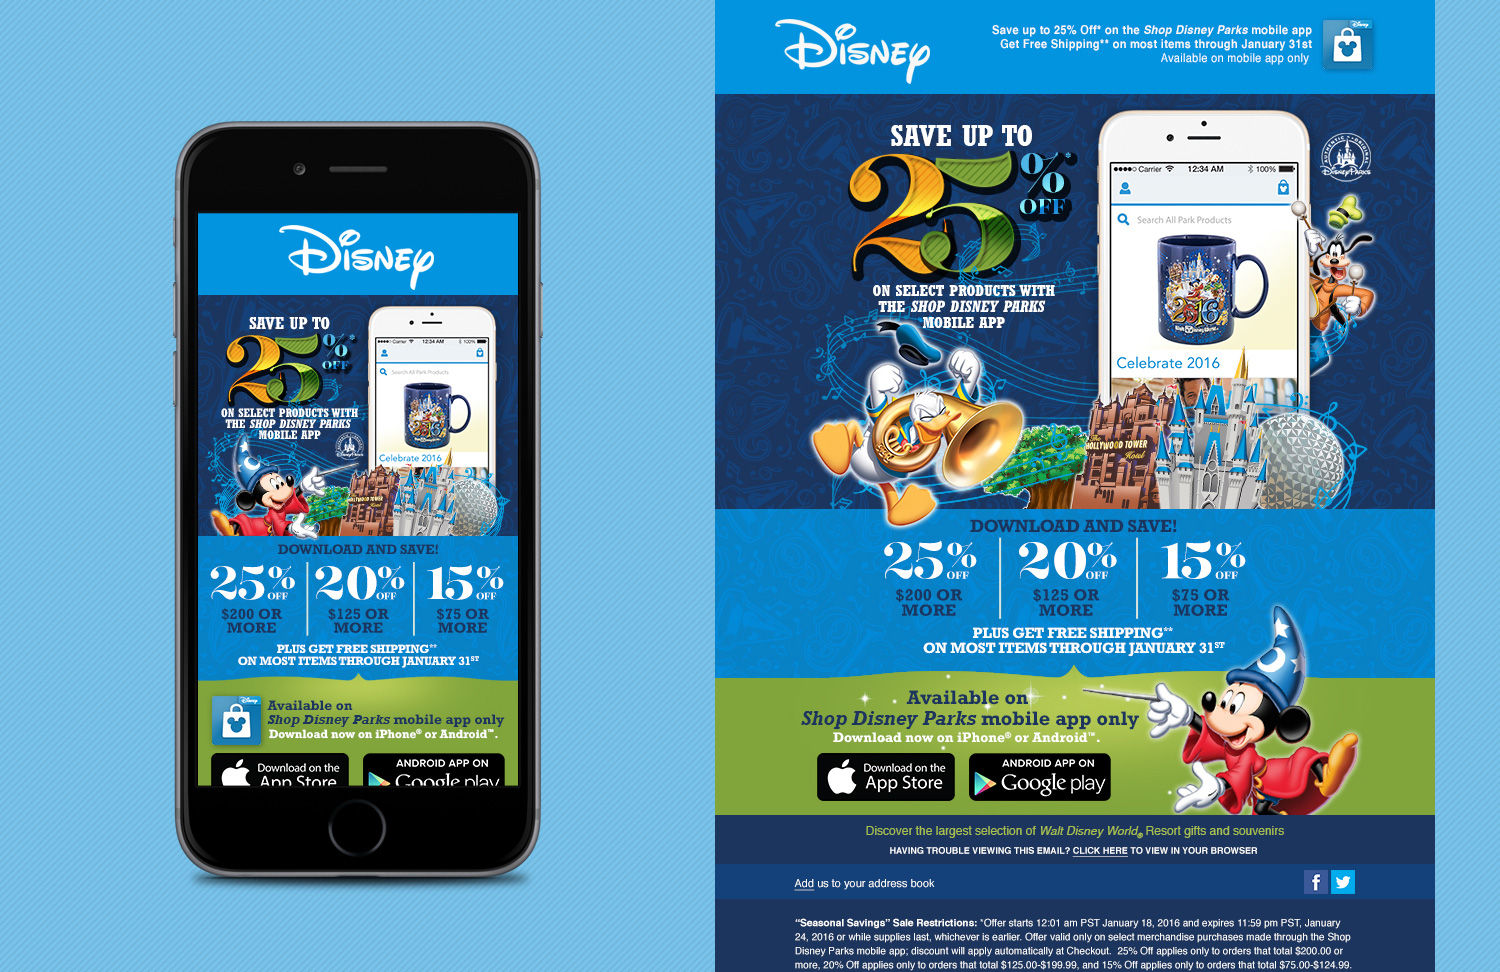 Disney
SAVE UP TO
25% OFF*
ON SELECT PRODUCTS WITH
THE SHOP DISNEY PARKS
MOBILE APP
Carrier 12:34 AM 100%
Search All Park Products
2016
Celebrate 2016
Disney Parks
HOLLYWOOD TOWER
Hotel
DOWNLOAD AND SAVE!
25% OFF
$200 OR
MORE
20% OFF
$125 OR
MORE
15% OFF
$75 OR
MORE
PLUS GET FREE SHIPPING**
ON MOST ITEMS THROUGH JANUARY 31ST
Disney
Available on
Shop Disney Parks mobile app only
Download now on iPhone® or Android™.
Download on the
App Store
ANDROID APP ON
Google play
Disney
Save up to 25% Off* on the Shop Disney Parks mobile app
Get Free Shipping** on most items through January 31st
Available on mobile app only
Disney
SAVE UP TO
25% OFF*
ON SELECT PRODUCTS WITH
THE SHOP DISNEY PARKS
MOBILE APP
Carrier 12:34 AM 100%
Search All Park Products
2016
Walt Disney World
Celebrate 2016
AUTHENTIC ORIGINAL
Disney Parks
The
HOLLYWOOD TOWER
Hotel
DOWNLOAD AND SAVE!
25% OFF
$200 OR
MORE
20% OFF
$125 OR
MORE
15% OFF
$75 OR
MORE
PLUS GET FREE SHIPPING**
ON MOST ITEMS THROUGH JANUARY 31ST
Available on
Shop Disney Parks mobile app only
Download now on iPhone® or Android™.
Download on the
App Store
ANDROID APP ON
Google play
Discover the largest selection of Walt Disney World® Resort gifts and souvenirs
HAVING TROUBLE VIEWING THIS EMAIL? CLICK HERE TO VIEW IN YOUR BROWSER
Add us to your address book
f
“Seasonal Savings” Sale Restrictions: *Offer starts 12:01 am PST January 18, 2016 and expires 11:59 pm PST, January
24, 2016 or while supplies last, whichever is earlier. Offer valid only on select merchandise purchases made through the Shop
Disney Parks mobile app; discount will apply automatically at Checkout. 25% Off applies only to orders that total $200.00 or
more, 20% Off applies only to orders that total $125.00-$199.99, and 15% Off applies only to orders that total $75.00-$124.99.